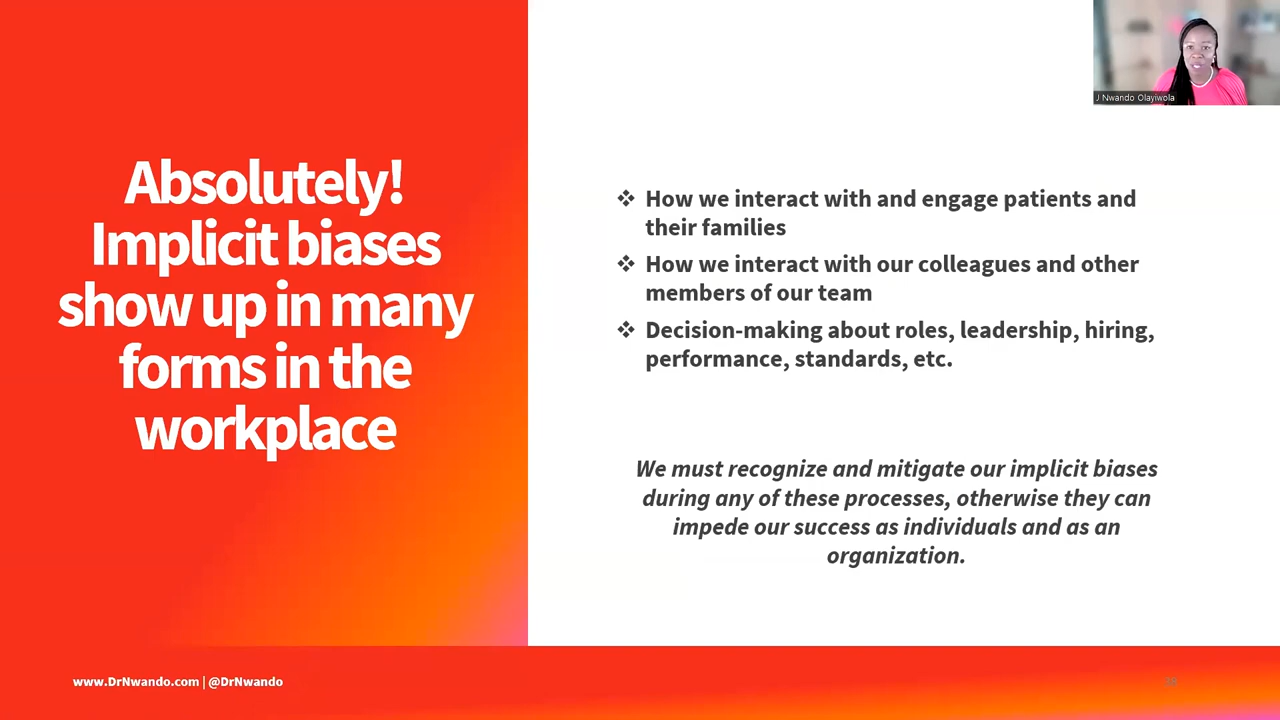 J Nwando Olayiwola
Absolutely!
Implicit biases
show up in many
forms in the
workplace
❖ How we interact with and engage patients and
their families
❖ How we interact with our colleagues and other
members of our team
❖ Decision-making about roles, leadership, hiring,
performance, standards, etc.
We must recognize and mitigate our implicit biases
during any of these processes, otherwise they can
impede our success as individuals and as an
organization.
www.DrNwando.com | @DrNwando
38